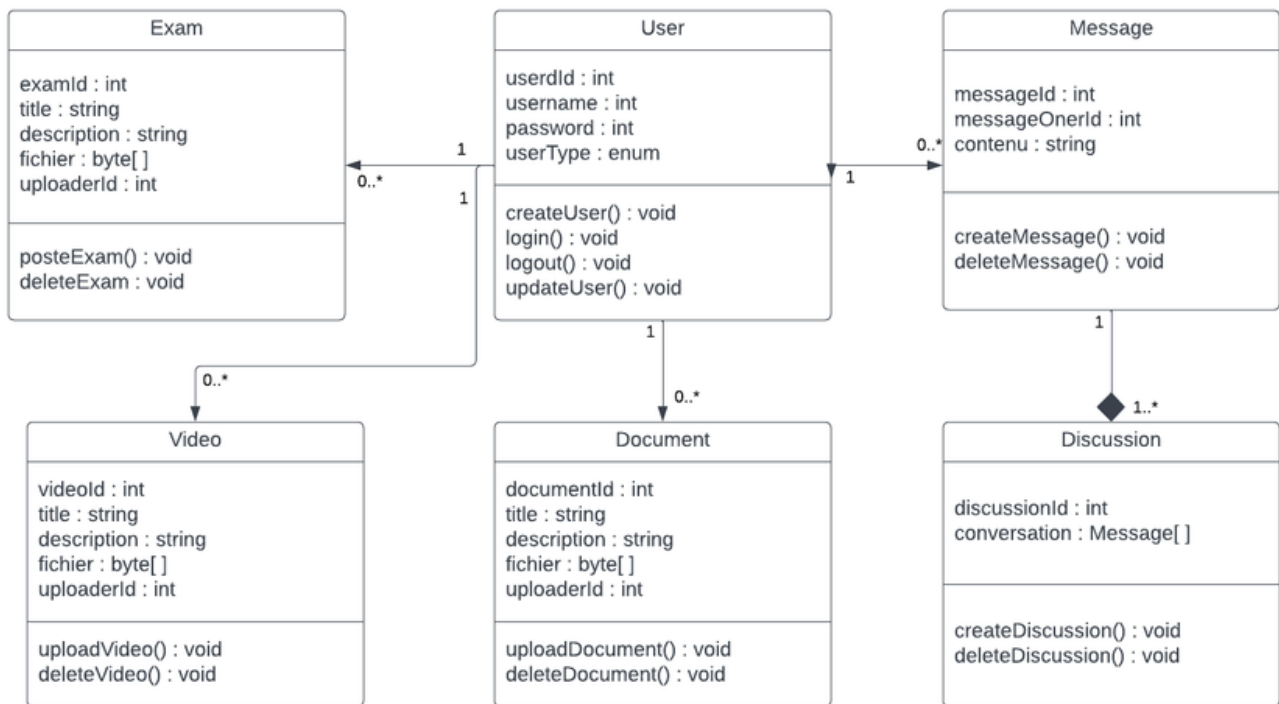 Exam
examId : int
title : string
description : string
fichier : byte[ ]
uploaderId : int
posteExam() : void
deleteExam : void
User
userdId : int
username : int
password : int
userType : enum
createUser() : void
login() : void
logout() : void
updateUser() : void
Message
messageId : int
messageOnerId : int
contenu : string
createMessage() : void
deleteMessage() : void
1
0..*
1
0..*
1
0..*
1
0..*
1
1..*
Video
videoId : int
title : string
description : string
fichier : byte[ ]
uploaderId : int
uploadVideo() : void
deleteVideo() : void
Document
documentId : int
title : string
description : string
fichier : byte[ ]
uploaderId : int
uploadDocument() : void
deleteDocument() : void
Discussion
discussionId : int
conversation : Message[ ]
createDiscussion() : void
deleteDiscussion() : void